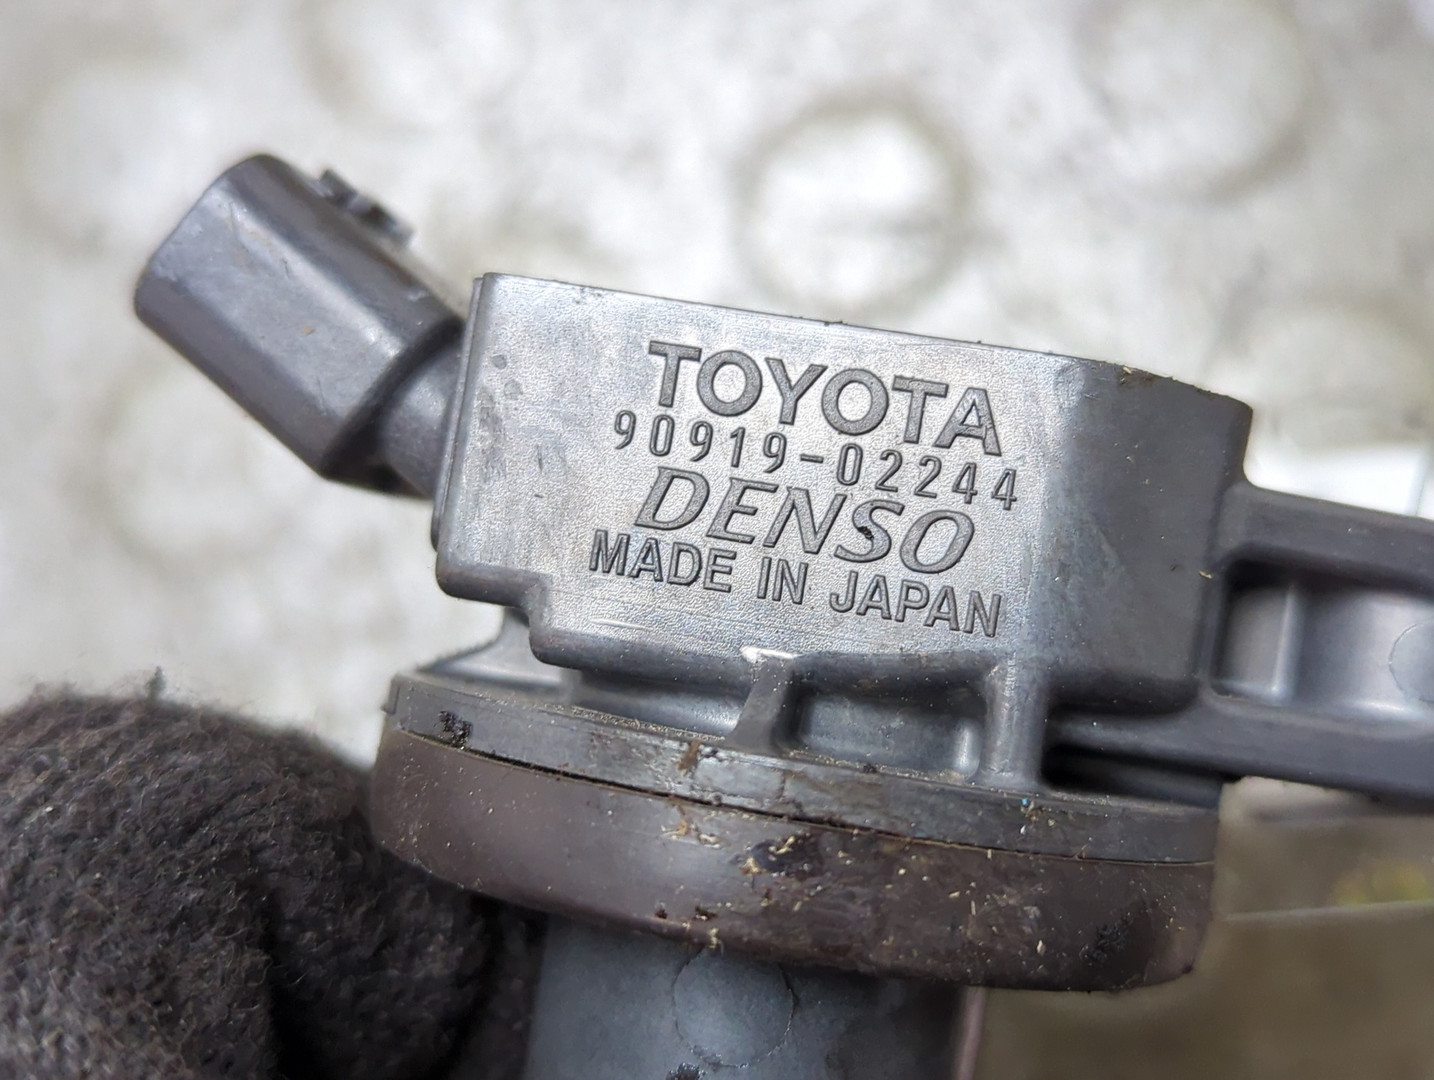 TOYOTA
90919-02244
DENSO
MADE IN JAPAN